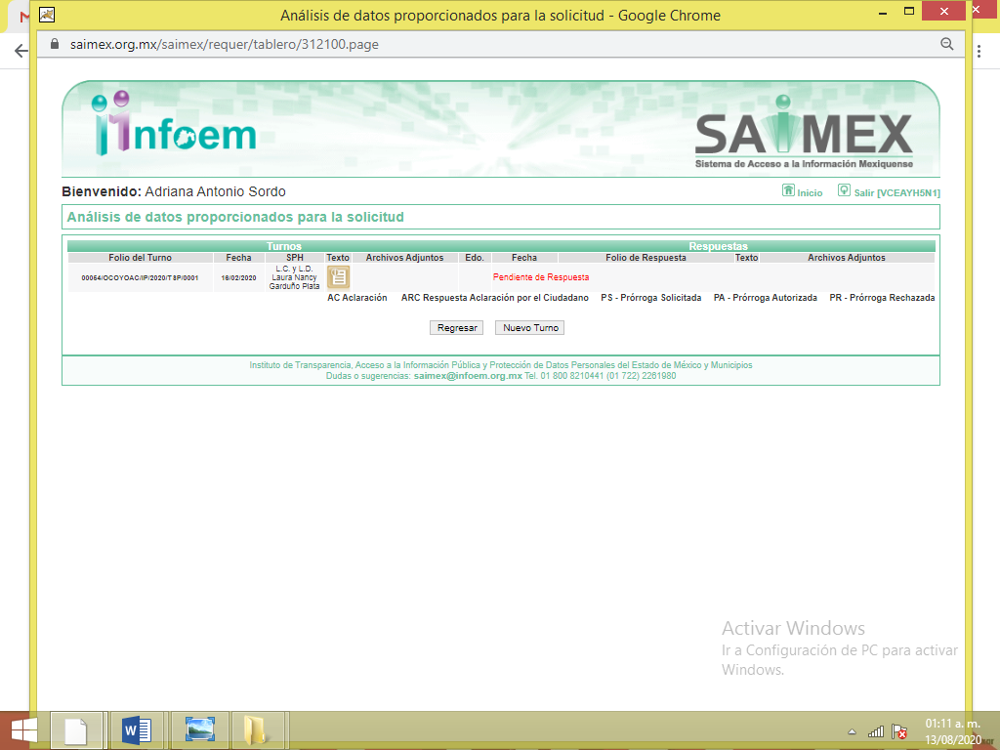 Análisis de datos proporcionados para la solicitud - Google Chrome
saimex.org.mx/saimex/requer/tablero/312100.page
infoem
SAIMEX
Sistema de Acceso a la Información Mexiquense
Bienvenido: Adriana Antonio Sordo
Inicio Salir [VCEAYH5N1]
Análisis de datos proporcionados para la solicitud
Turnos Respuestas
Folio del Turno Fecha SPH Texto Archivos Adjuntos Edo. Fecha Folio de Respuesta Texto Archivos Adjuntos
00064/OCOYOAC/IP/2020/TSP/0001 16/02/2020 L.C. y L.D. Laura Nancy Garduño Plata Pendiente de Respuesta
AC Aclaración ARC Respuesta Aclaración por el Ciudadano PS - Prórroga Solicitada PA - Prórroga Autorizada PR - Prórroga Rechazada
Regresar Nuevo Turno
Instituto de Transparencia, Acceso a la Información Pública y Protección de Datos Personales del Estado de México y Municipios
Dudas o sugerencias: saimex@infoem.org.mx Tel. 01 800 8210441 (01 722) 2261980
Activar Windows
Ir a Configuración de PC para activar
Windows.
01:11 a. m.
13/08/2020